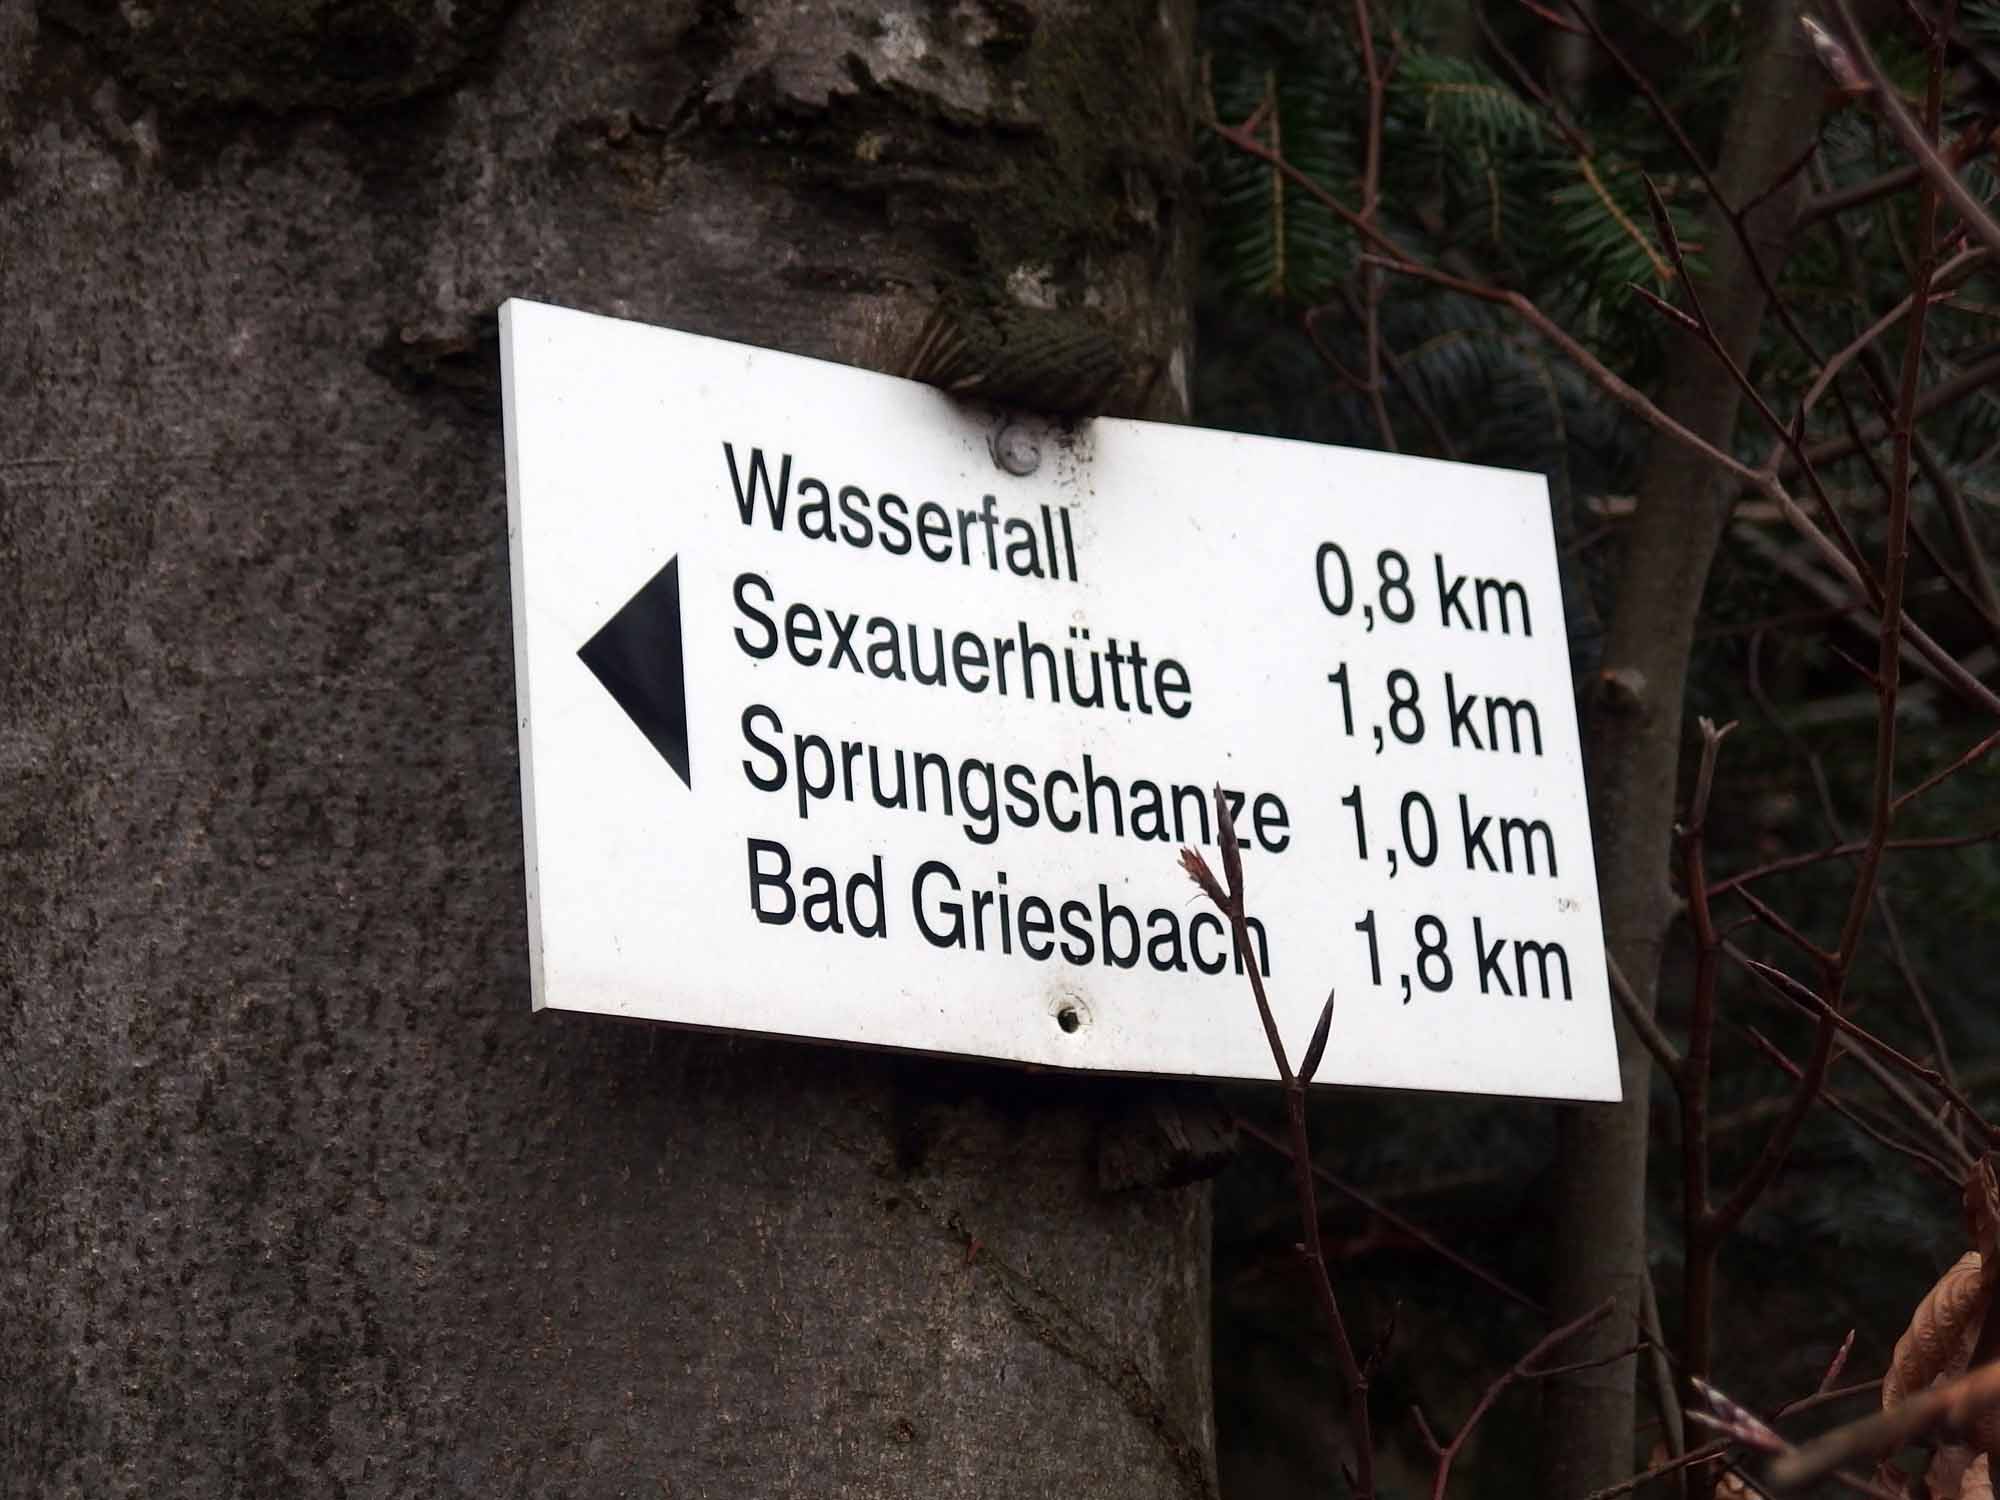 Wasserfall 0,8 km
Sexauerhütte 1,8 km
Sprungschanze 1,0 km
Bad Griesbach 1,8 km